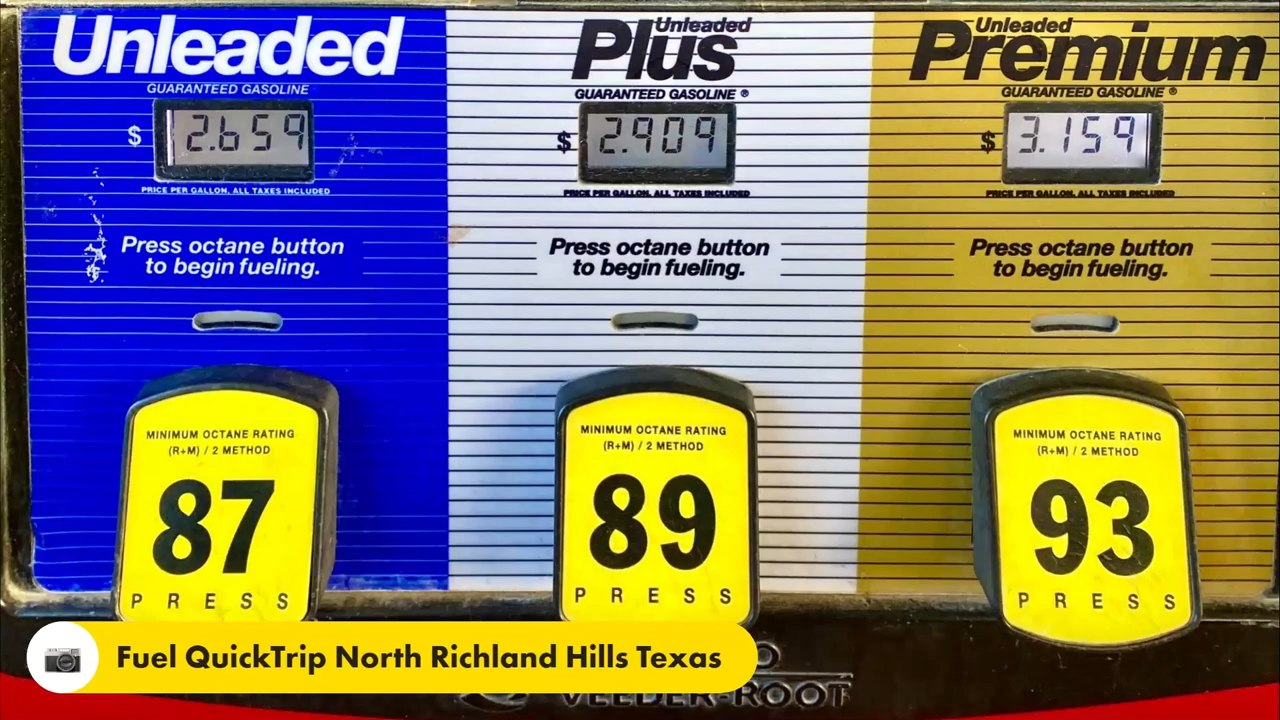 Unleaded
GUARANTEED GASOLINE
$ 2.659
PRICE PER GALLON, ALL TAXES INCLUDED
Press octane button
to begin fueling.
MINIMUM OCTANE RATING
(R+M) / 2 METHOD
87
PRESS
Unleaded
Plus
GUARANTEED GASOLINE ®
$ 2.909
PRICE PER GALLON, ALL TAXES INCLUDED
Press octane button
to begin fueling.
MINIMUM OCTANE RATING
(R+M) / 2 METHOD
89
PRESS
Unleaded
Premium
GUARANTEED GASOLINE ®
$ 3.159
PRICE PER GALLON, ALL TAXES INCLUDED
Press octane button
to begin fueling.
MINIMUM OCTANE RATING
(R+M) / 2 METHOD
93
PRESS
Fuel QuickTrip North Richland Hills Texas
VEEDER-ROOT